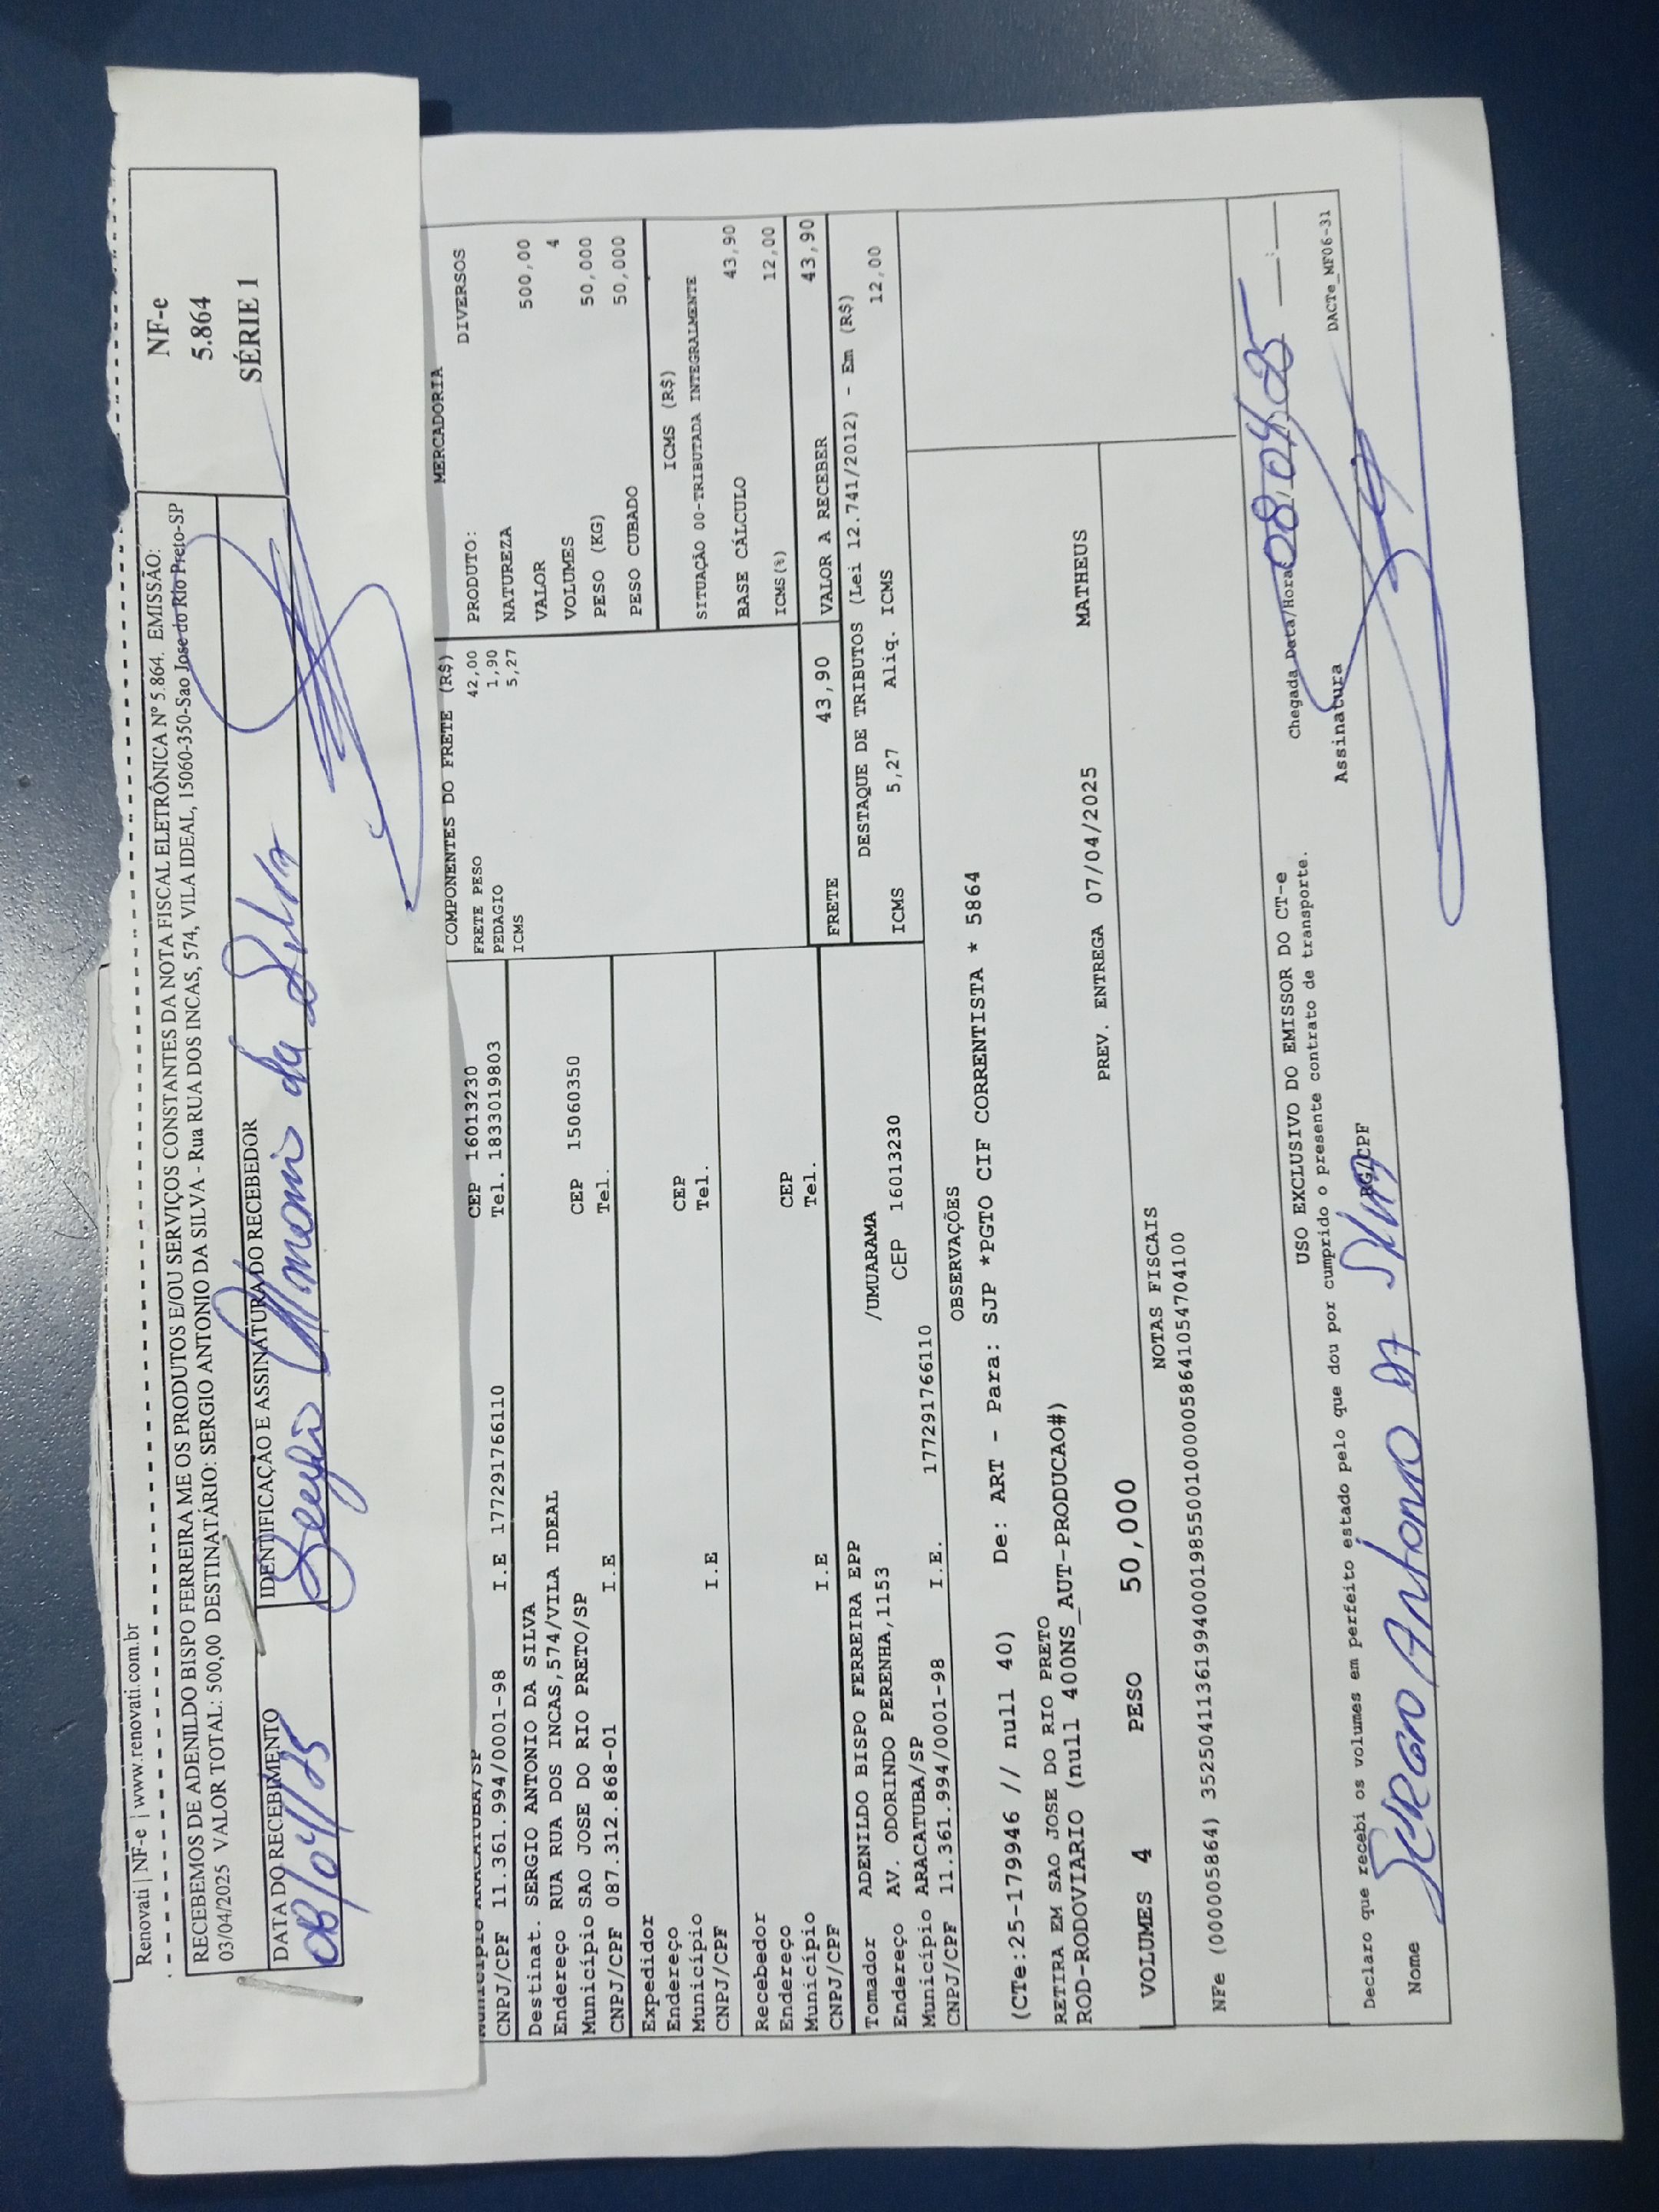 Renovati | NF-e | www.renovati.com.br
RECEBEMOS DE ADENILDO BISPO FERREIRA ME OS PRODUTOS E/OU SERVIÇOS CONSTANTES DA NOTA FISCAL ELETRÔNICA Nº 5.864. EMISSÃO:
03/04/2025 VALOR TOTAL: 500,00 DESTINATÁRIO: SERGIO ANTONIO DA SILVA - Rua RUA DOS INCAS, 574, VILA IDEAL, 15060-350-Sao Jose do Rio Preto-SP
NF-e
5.864
SÉRIE 1
DATA DO RECEBIMENTO
08/04/25
IDENTIFICAÇÃO E ASSINATURA DO RECEBEDOR
Sergio Antonio da Silva
Município ARACATUBA/SP CEP 16013230
CNPJ/CPF 11.361.994/0001-98 I.E 177291766110 Tel. 1833019803
Destinat. SERGIO ANTONIO DA SILVA
Endereço RUA RUA DOS INCAS,574/VILA IDEAL
Município SAO JOSE DO RIO PRETO/SP CEP 15060350
CNPJ/CPF 087.312.868-01 I.E Tel.
Expedidor
Endereço
Município CEP
CNPJ/CPF I.E Tel.
Recebedor
Endereço
Município CEP
CNPJ/CPF I.E Tel.
Tomador ADENILDO BISPO FERREIRA EPP
Endereço AV. ODORINDO PERENHA,1153 /UMUARAMA
Município ARACATUBA/SP CEP 16013230
CNPJ/CPF 11.361.994/0001-98 I.E. 177291766110
COMPONENTES DO FRETE (R$)
FRETE PESO 42,00
PEDAGIO 1,90
ICMS 5,27
MERCADORIA
PRODUTO: DIVERSOS
NATUREZA
VALOR 500,00
VOLUMES 4
PESO (KG) 50,000
PESO CUBADO 50,000
ICMS (R$)
SITUAÇÃO 00-TRIBUTADA INTEGRALMENTE
BASE CÁLCULO 43,90
ICMS(%) 12,00
FRETE 43,90 VALOR A RECEBER 43,90
DESTAQUE DE TRIBUTOS (Lei 12.741/2012) - Em (R$)
ICMS 5,27 Aliq. ICMS 12,00
OBSERVAÇÕES
(CTe:25-179946 // null 40) De: ART - Para: SJP *PGTO CIF CORRENTISTA * 5864
RETIRA EM SAO JOSE DO RIO PRETO
ROD-RODOVIARIO (null 400NS_AUT-PRODUCAO#)
PREV. ENTREGA 07/04/2025 MATHEUS
VOLUMES 4 PESO 50,000
NOTAS FISCAIS
NFe (000005864) 35250411361994000198550010000058641054704100
USO EXCLUSIVO DO EMISSOR DO CT-e
Declaro que recebi os volumes em perfeito estado pelo que dou por cumprido o presente contrato de transporte.
Chegada Data/Hora 08/04/25 __:__
Nome Sergio Antonio da Silva RG/CPF Assinatura
DACTe_MF06-31